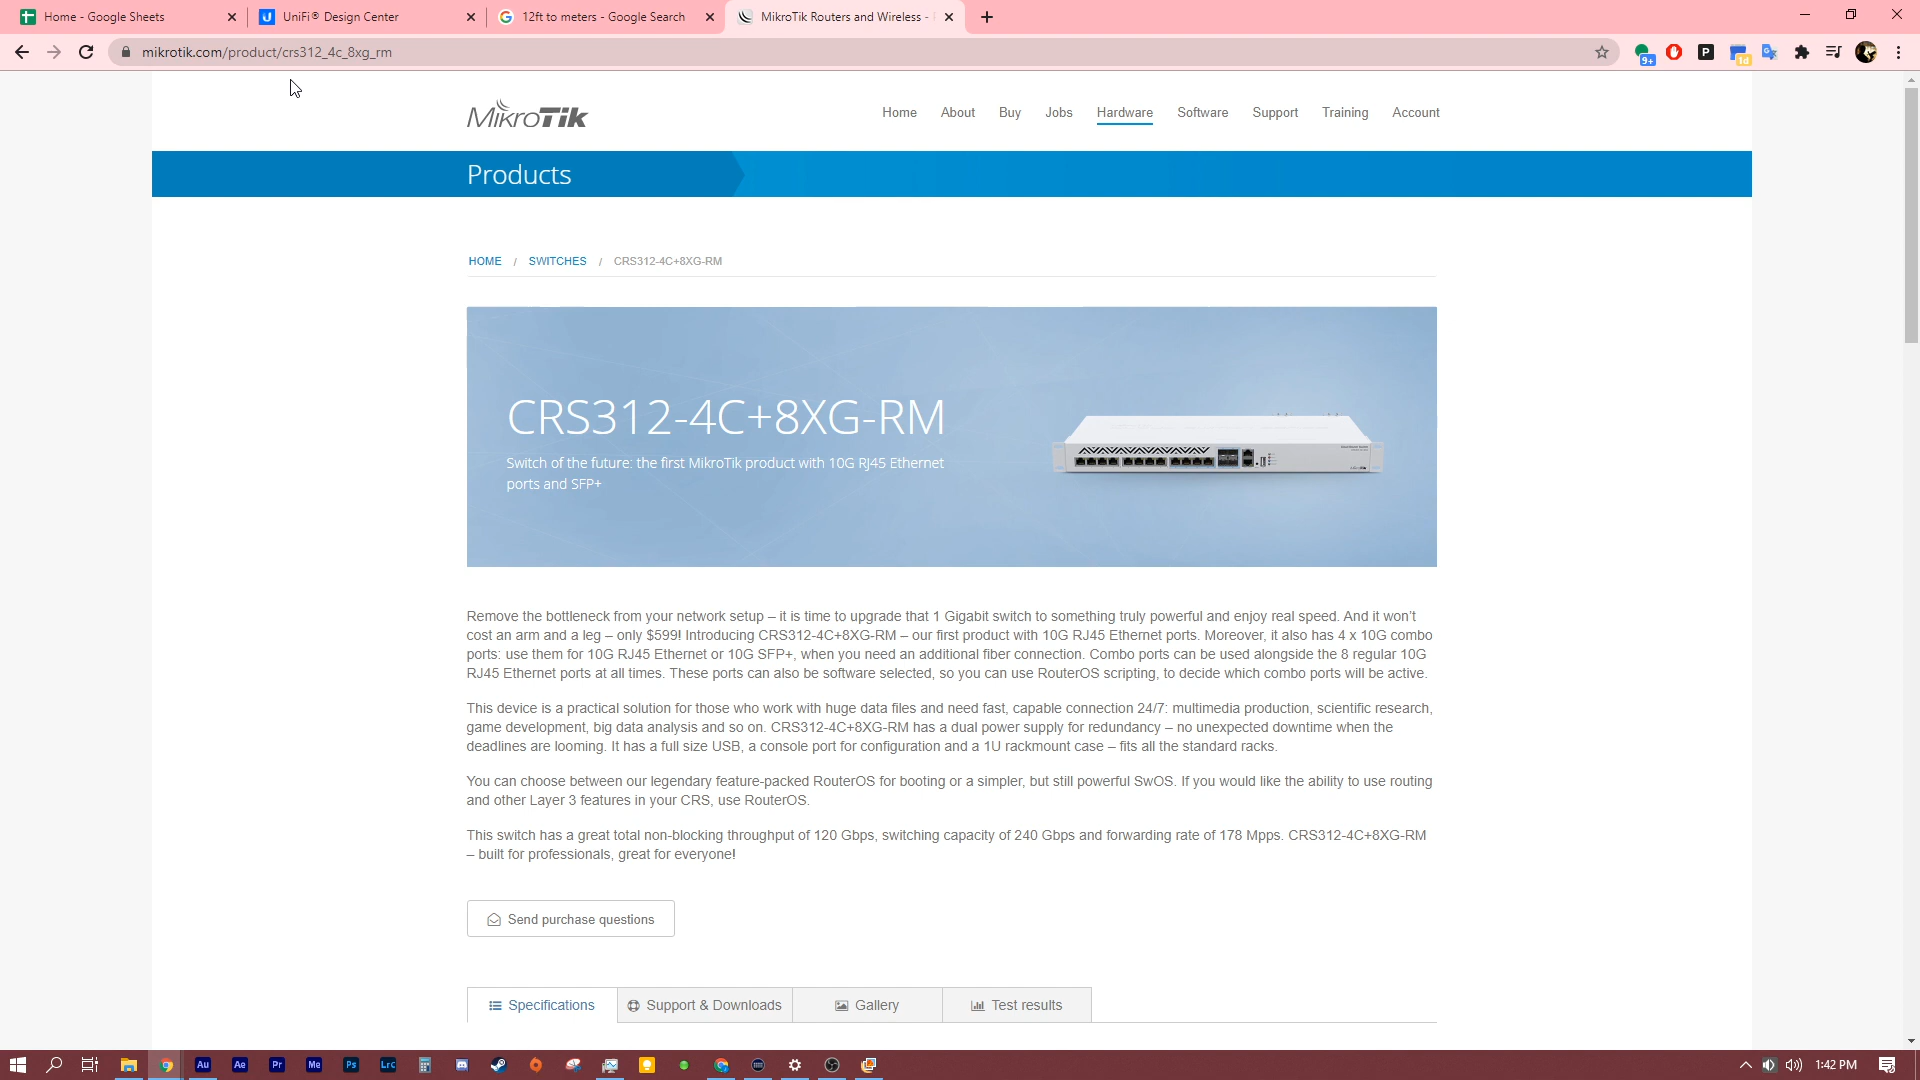 Home - Google Sheets
UniFi® Design Center
12ft to meters - Google Search
MikroTik Routers and Wireless -
mikrotik.com/product/crs312_4c_8xg_rm
9+
P
1d
MikroTik
Home About Buy Jobs Hardware Software Support Training Account
Products
HOME / SWITCHES / CRS312-4C+8XG-RM
CRS312-4C+8XG-RM
Switch of the future: the first MikroTik product with 10G RJ45 Ethernet
ports and SFP+
Remove the bottleneck from your network setup – it is time to upgrade that 1 Gigabit switch to something truly powerful and enjoy real speed. And it won't
cost an arm and a leg – only $599! Introducing CRS312-4C+8XG-RM – our first product with 10G RJ45 Ethernet ports. Moreover, it also has 4 x 10G combo
ports: use them for 10G RJ45 Ethernet or 10G SFP+, when you need an additional fiber connection. Combo ports can be used alongside the 8 regular 10G
RJ45 Ethernet ports at all times. These ports can also be software selected, so you can use RouterOS scripting, to decide which combo ports will be active.
This device is a practical solution for those who work with huge data files and need fast, capable connection 24/7: multimedia production, scientific research,
game development, big data analysis and so on. CRS312-4C+8XG-RM has a dual power supply for redundancy – no unexpected downtime when the
deadlines are looming. It has a full size USB, a console port for configuration and a 1U rackmount case – fits all the standard racks.
You can choose between our legendary feature-packed RouterOS for booting or a simpler, but still powerful SwOS. If you would like the ability to use routing
and other Layer 3 features in your CRS, use RouterOS.
This switch has a great total non-blocking throughput of 120 Gbps, switching capacity of 240 Gbps and forwarding rate of 178 Mpps. CRS312-4C+8XG-RM
– built for professionals, great for everyone!
Send purchase questions
Specifications Support & Downloads Gallery Test results
Au Ae Pr Me Ps Lrc
1:42 PM